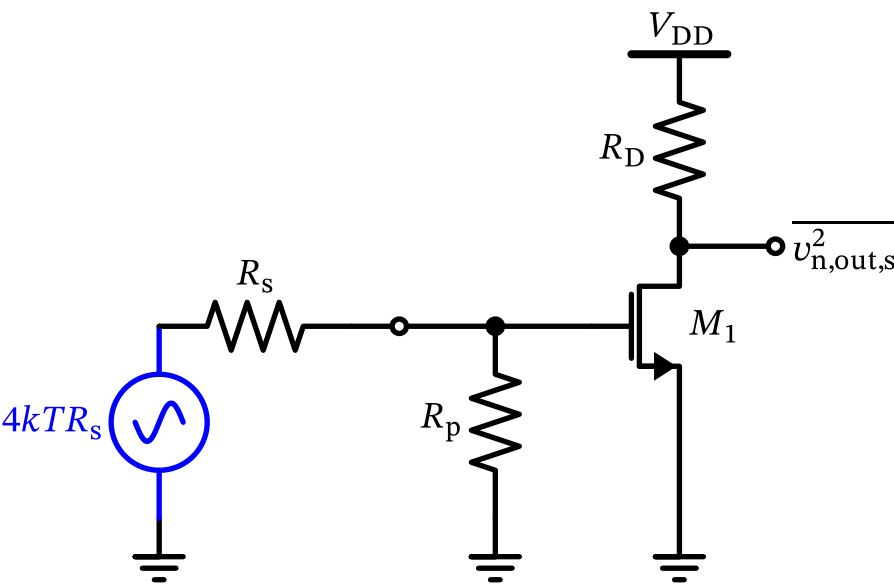 V_DD
R_D
v²_n,out,s
R_s
M_1
R_p
4kTR_s